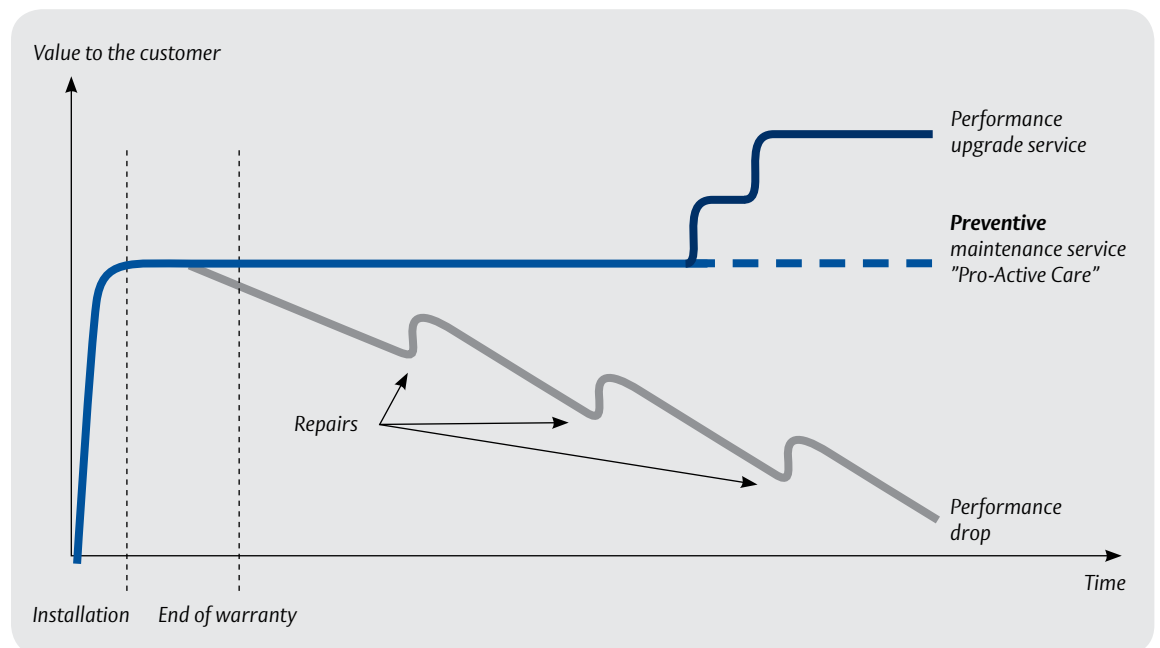 Value to the customer
Performance
upgrade service
Preventive
maintenance service
"Pro-Active Care"
Repairs
Performance
drop
Time
Installation
End of warranty